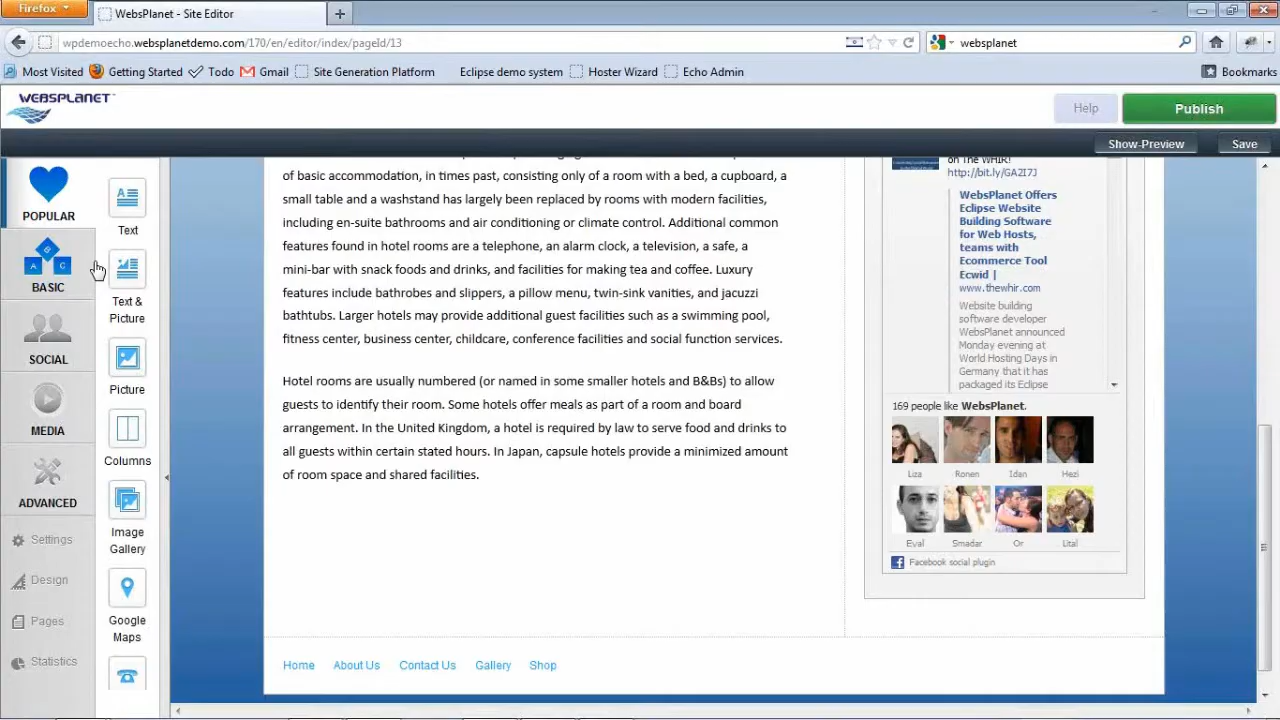 Firefox
WebsPlanet - Site Editor
wpdemoecho.websplanetdemo.com/170/en/editor/index/pageId/13
websplanet
Most Visited Getting Started Todo Gmail Site Generation Platform Eclipse demo system Hoster Wizard Echo Admin Bookmarks
WEBSPLANET
Help
Publish
Show-Preview
Save
POPULAR
BASIC
A
C
SOCIAL
MEDIA
ADVANCED
Settings
Design
Pages
Statistics
Text
Text &
Picture
Picture
Columns
Image
Gallery
Google
Maps
of basic accommodation, in times past, consisting only of a room with a bed, a cupboard, a
small table and a washstand has largely been replaced by rooms with modern facilities,
including en-suite bathrooms and air conditioning or climate control. Additional common
features found in hotel rooms are a telephone, an alarm clock, a television, a safe, a
mini-bar with snack foods and drinks, and facilities for making tea and coffee. Luxury
features include bathrobes and slippers, a pillow menu, twin-sink vanities, and jacuzzi
bathtubs. Larger hotels may provide additional guest facilities such as a swimming pool,
fitness center, business center, childcare, conference facilities and social function services.
Hotel rooms are usually numbered (or named in some smaller hotels and B&Bs) to allow
guests to identify their room. Some hotels offer meals as part of a room and board
arrangement. In the United Kingdom, a hotel is required by law to serve food and drinks to
all guests within certain stated hours. In Japan, capsule hotels provide a minimized amount
of room space and shared facilities.
on The WHIR!
http://bit.ly/GA2I7J
WebsPlanet Offers
Eclipse Website
Building Software
for Web Hosts,
teams with
Ecommerce Tool
Ecwid |
www.thewhir.com
Website building
software developer
WebsPlanet announced
Monday evening at
World Hosting Days in
Germany that it has
packaged its Eclipse
169 people like WebsPlanet.
Liza Ronen Idan Hezi
Eyal Smadar Or Lital
Facebook social plugin
Home About Us Contact Us Gallery Shop